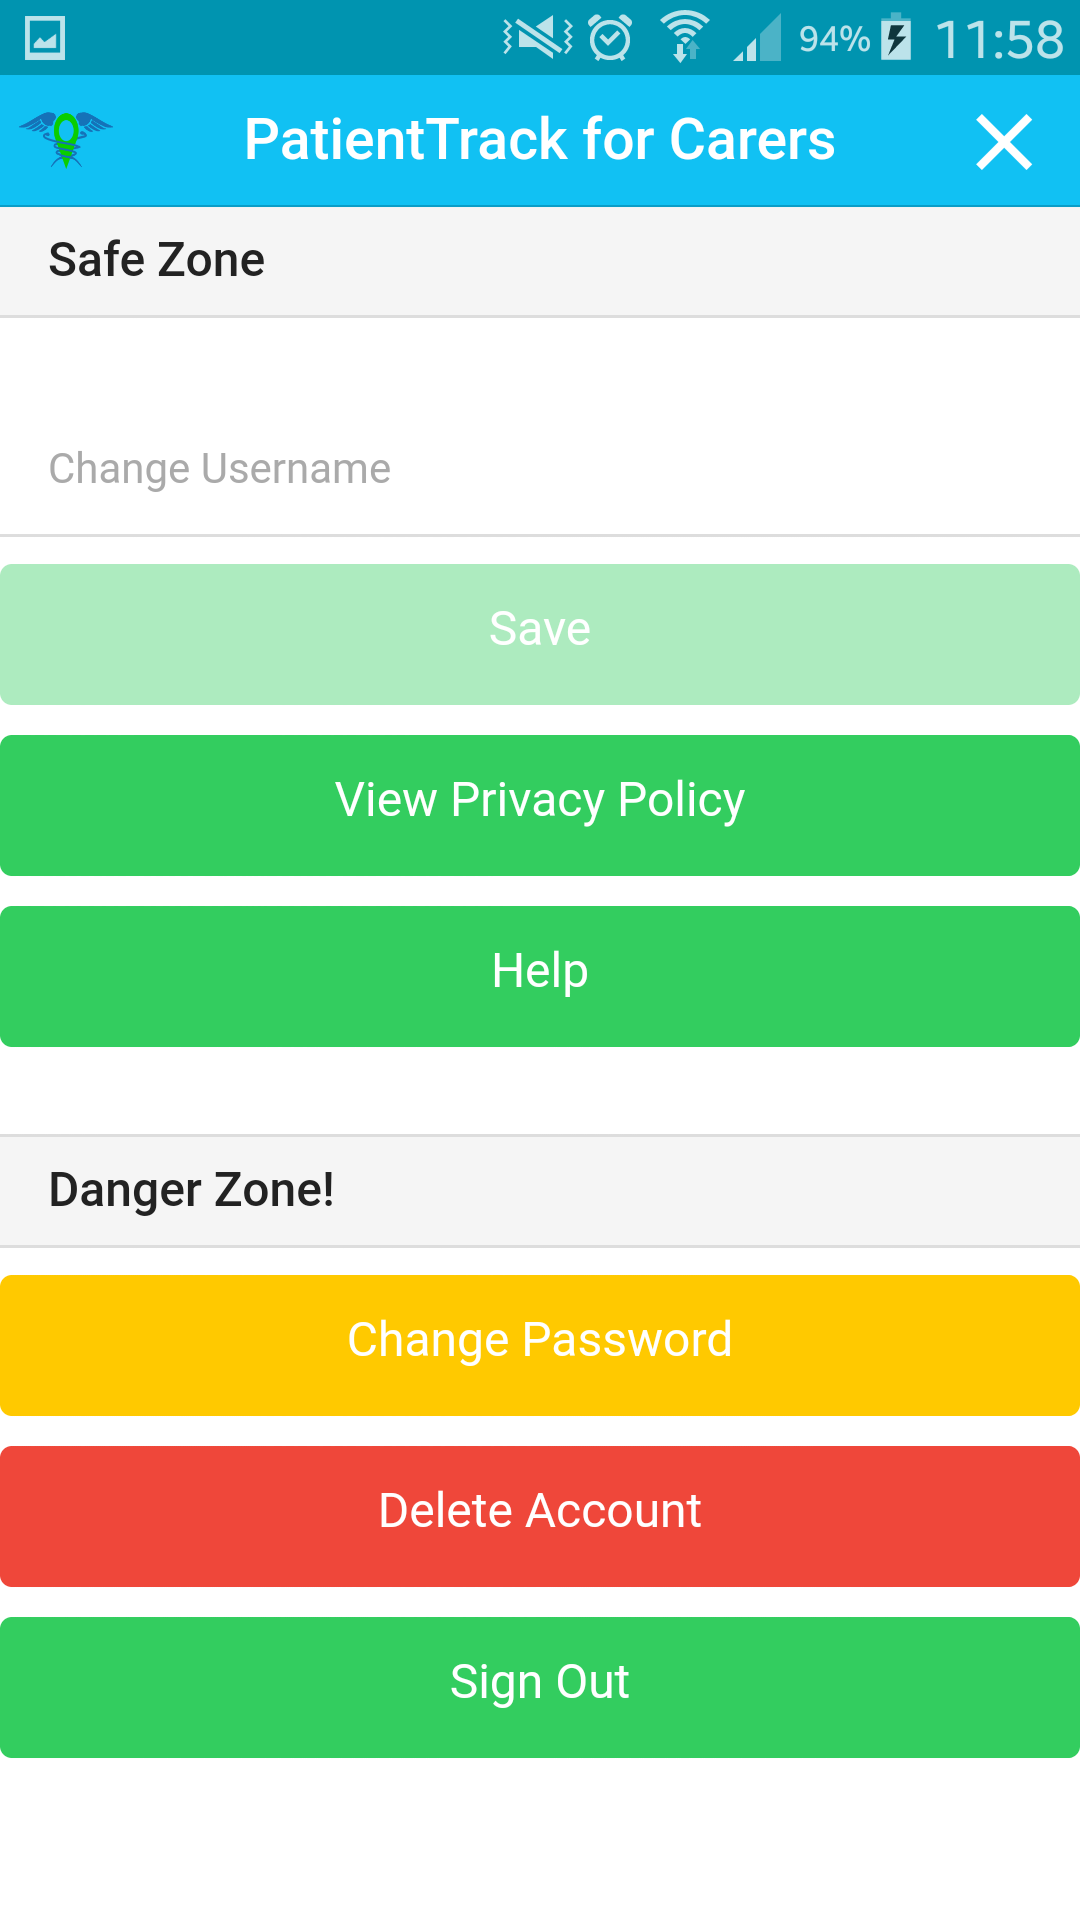 94% 11:58
PatientTrack for Carers
Safe Zone
Change Username
Save
View Privacy Policy
Help
Danger Zone!
Change Password
Delete Account
Sign Out